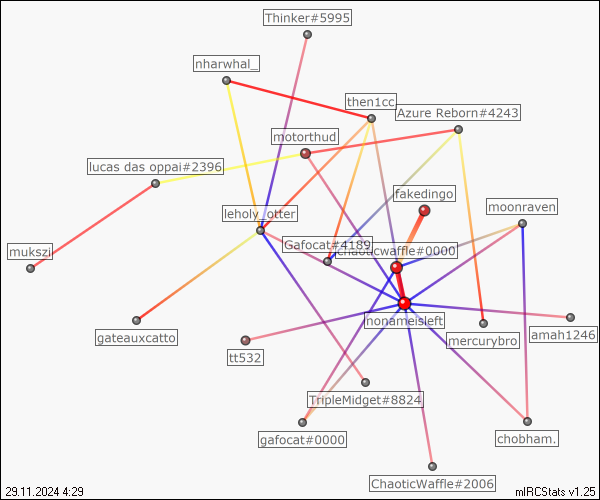 Thinker#5995
nharwhal_
then1cc
Azure Reborn#4243
motorthud
lucas das oppai#2396
fakedingo
moonraven
leholy_otter
Gafocat#4189
chaoticwaffle#0000
mukszi
nonameisleft
gateauxcatto
mercurybro
amah1246
tt532
TripleMidget#8824
gafocat#0000
chobham.
ChaoticWaffle#2006
29.11.2024 4:29
mIRCStats v1.25